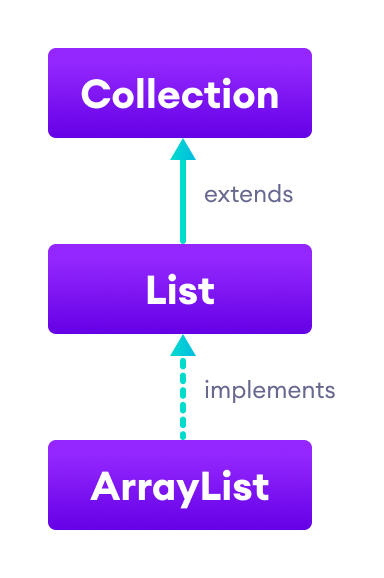 Collection
extends
List
implements
ArrayList